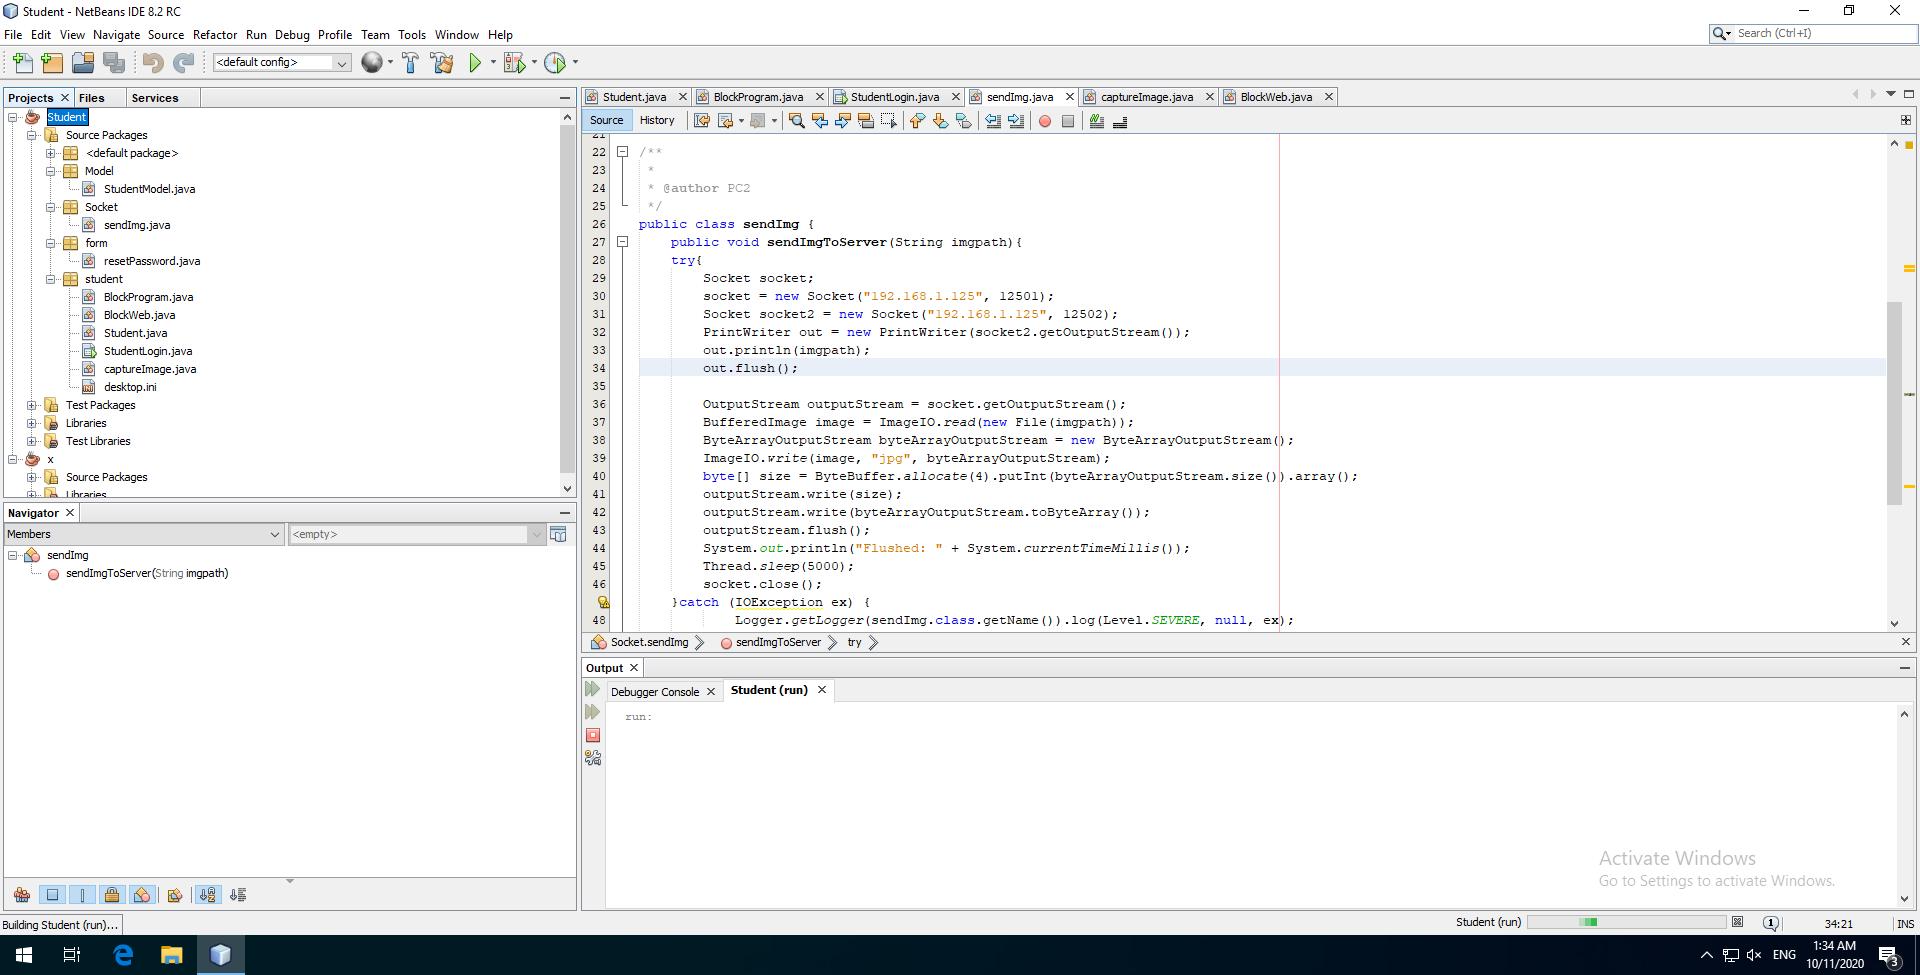 Student - NetBeans IDE 8.2 RC
File Edit View Navigate Source Refactor Run Debug Profile Team Tools Window Help
Search (Ctrl+I)
<default config>
Projects Files Services
Student
Source Packages
<default package>
Model
StudentModel.java
Socket
sendImg.java
form
resetPassword.java
student
BlockProgram.java
BlockWeb.java
Student.java
StudentLogin.java
captureImage.java
desktop.ini
Test Packages
Libraries
Test Libraries
x
Source Packages
Libraries
Navigator
Members <empty>
sendImg
sendImgToServer(String imgpath)
Student.java BlockProgram.java StudentLogin.java sendImg.java captureImage.java BlockWeb.java
Source History
21
22 /**
23 *
24 * @author PC2
25 */
26 public class sendImg {
27 public void sendImgToServer(String imgpath){
28 try{
29 Socket socket;
30 socket = new Socket("192.168.1.125", 12501);
31 Socket socket2 = new Socket("192.168.1.125", 12502);
32 PrintWriter out = new PrintWriter(socket2.getOutputStream());
33 out.println(imgpath);
34 out.flush();
35
36 OutputStream outputStream = socket.getOutputStream();
37 BufferedImage image = ImageIO.read(new File(imgpath));
38 ByteArrayOutputStream byteArrayOutputStream = new ByteArrayOutputStream();
39 ImageIO.write(image, "jpg", byteArrayOutputStream);
40 byte[] size = ByteBuffer.allocate(4).putInt(byteArrayOutputStream.size()).array();
41 outputStream.write(size);
42 outputStream.write(byteArrayOutputStream.toByteArray());
43 outputStream.flush();
44 System.out.println("Flushed: " + System.currentTimeMillis());
45 Thread.sleep(5000);
46 socket.close();
}catch (IOException ex) {
48 Logger.getLogger(sendImg.class.getName()).log(Level.SEVERE, null, ex);
Socket.sendImg sendImgToServer try
Output
Debugger Console Student (run)
run:
Activate Windows
Go to Settings to activate Windows.
Building Student (run)... Student (run) 1 34:21 INS
ENG 1:34 AM
10/11/2020 3